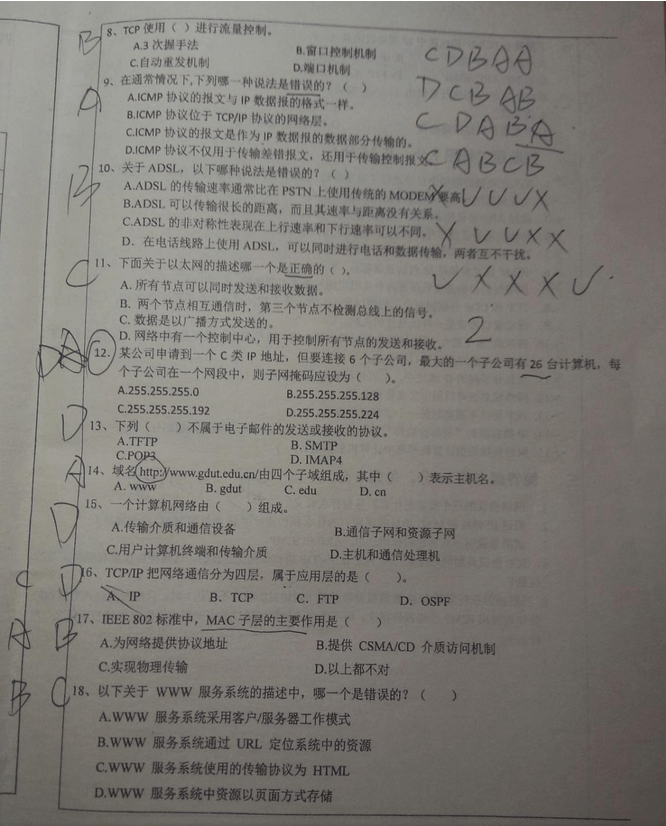 B 8、TCP 使用（ ）进行流量控制。
A.3 次握手法 B.窗口控制机制
C.自动重发机制 D.端口机制
A 9、在通常情况下,下列哪一种说法是错误的？（ ）
A.ICMP 协议的报文与 IP 数据报的格式一样。
B.ICMP 协议位于 TCP/IP 协议的网络层。
C.ICMP 协议的报文是作为 IP 数据报的数据部分传输的。
D.ICMP 协议不仅用于传输差错报文，还用于传输控制报文
C D B A A
D C B A B
C D A B A
C A B C B
B 10、关于 ADSL，以下哪种说法是错误的？（ ）
A.ADSL 的传输速率通常比在 PSTN 上使用传统的 MODEM 要高
B.ADSL 可以传输很长的距离，而且其速率与距离没有关系。
C.ADSL 的非对称性表现在上行速率和下行速率可以不同。
D．在电话线路上使用 ADSL，可以同时进行电话和数据传输，两者互不干扰。
X √ √ √ X
X √ √ X X
√ X X X √
C 11、下面关于以太网的描述哪一个是正确的（ ）。
A. 所有节点可以同时发送和接收数据。
B．两个节点相互通信时，第三个节点不检测总线上的信号。
C. 数据是以广播方式发送的。
D. 网络中有一个控制中心，用于控制所有节点的发送和接收。
2
12、某公司申请到一个 C 类 IP 地址，但要连接 6 个子公司，最大的一个子公司有 26 台计算机，每
个子公司在一个网段中，则子网掩码应设为（ ）。
A.255.255.255.0 B.255.255.255.128
C.255.255.255.192 D.255.255.255.224
D 13、下列（ ）不属于电子邮件的发送或接收的协议。
A.TFTP B. SMTP
C.POP3 D. IMAP4
A 14、域名 http://www.gdut.edu.cn/由四个子域组成，其中（ ）表示主机名。
A. www B. gdut C. edu D. cn
D 15、一个计算机网络由（ ）组成。
A.传输介质和通信设备 B.通信子网和资源子网
C.用户计算机终端和传输介质 D.主机和通信处理机
C D 16、TCP/IP 把网络通信分为四层，属于应用层的是（ ）。
A．IP B．TCP C．FTP D．OSPF
A B 17、IEEE 802 标准中，MAC 子层的主要作用是（ ）
A.为网络提供协议地址 B.提供 CSMA/CD 介质访问机制
C.实现物理传输 D.以上都不对
B C 18、以下关于 WWW 服务系统的描述中，哪一个是错误的？（ ）
A.WWW 服务系统采用客户/服务器工作模式
B.WWW 服务系统通过 URL 定位系统中的资源
C.WWW 服务系统使用的传输协议为 HTML
D.WWW 服务系统中资源以页面方式存储